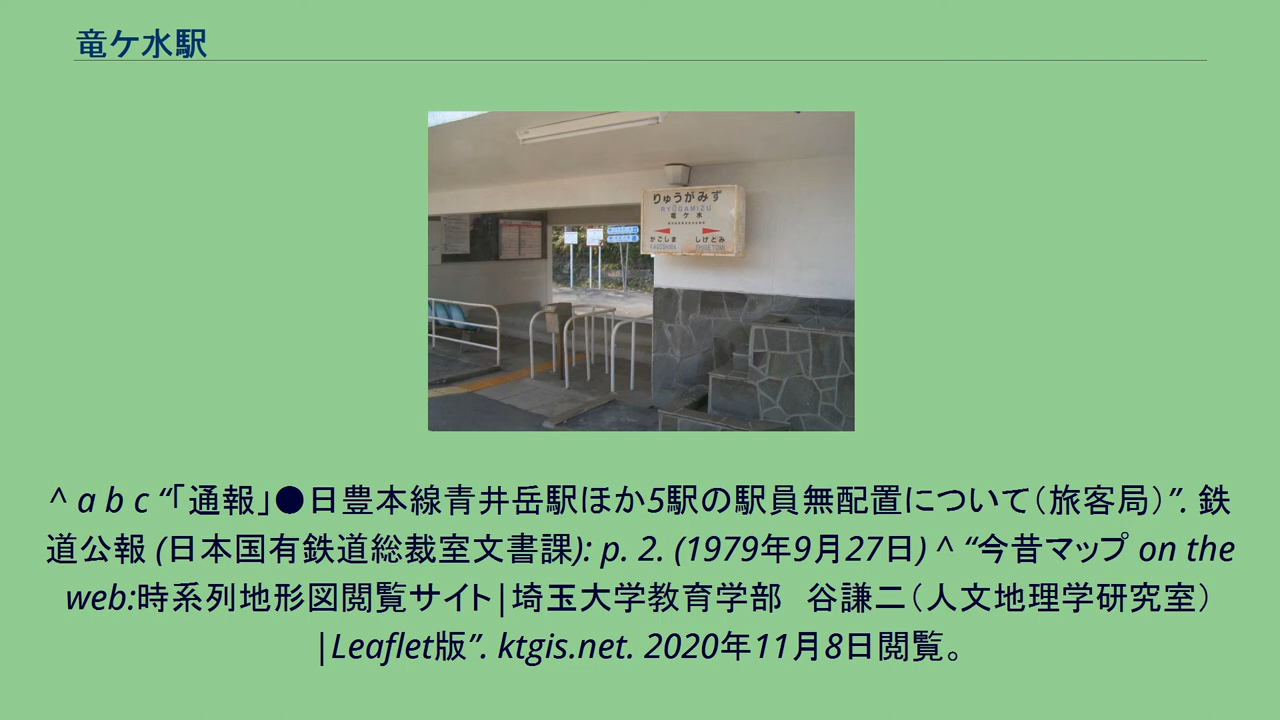 竜ケ水駅
りゅうがみず
RYŪGAMIZU
竜ケ水
かごしま しげとみ
KAGOSHIMA SHIGETOMI
^ a b c “「通報」●日豊本線青井岳駅ほか5駅の駅員無配置について（旅客局）”. 鉄
道公報 (日本国有鉄道総裁室文書課): p. 2. (1979年9月27日) ^ “今昔マップ on the
web:時系列地形図閲覧サイト|埼玉大学教育学部　谷謙二（人文地理学研究室）
|Leaflet版”. ktgis.net. 2020年11月8日閲覧。